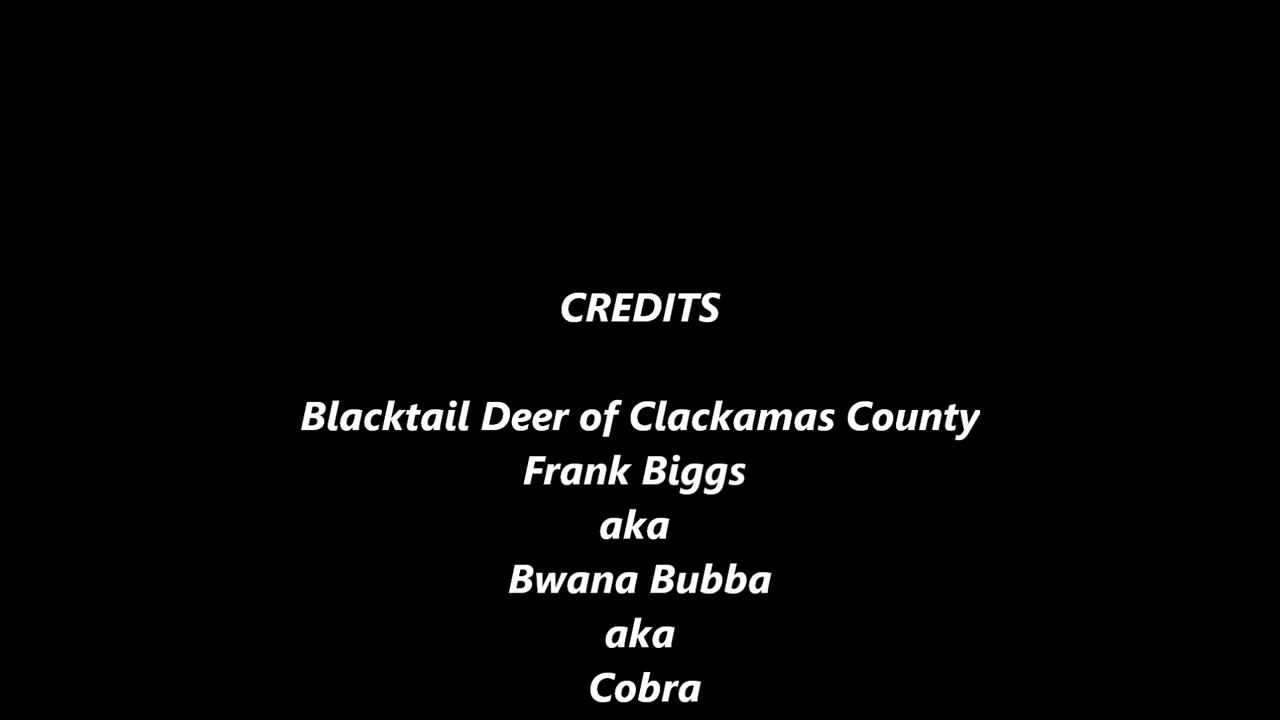 CREDITS
Blacktail Deer of Clackamas County
Frank Biggs
aka
Bwana Bubba
aka
Cobra